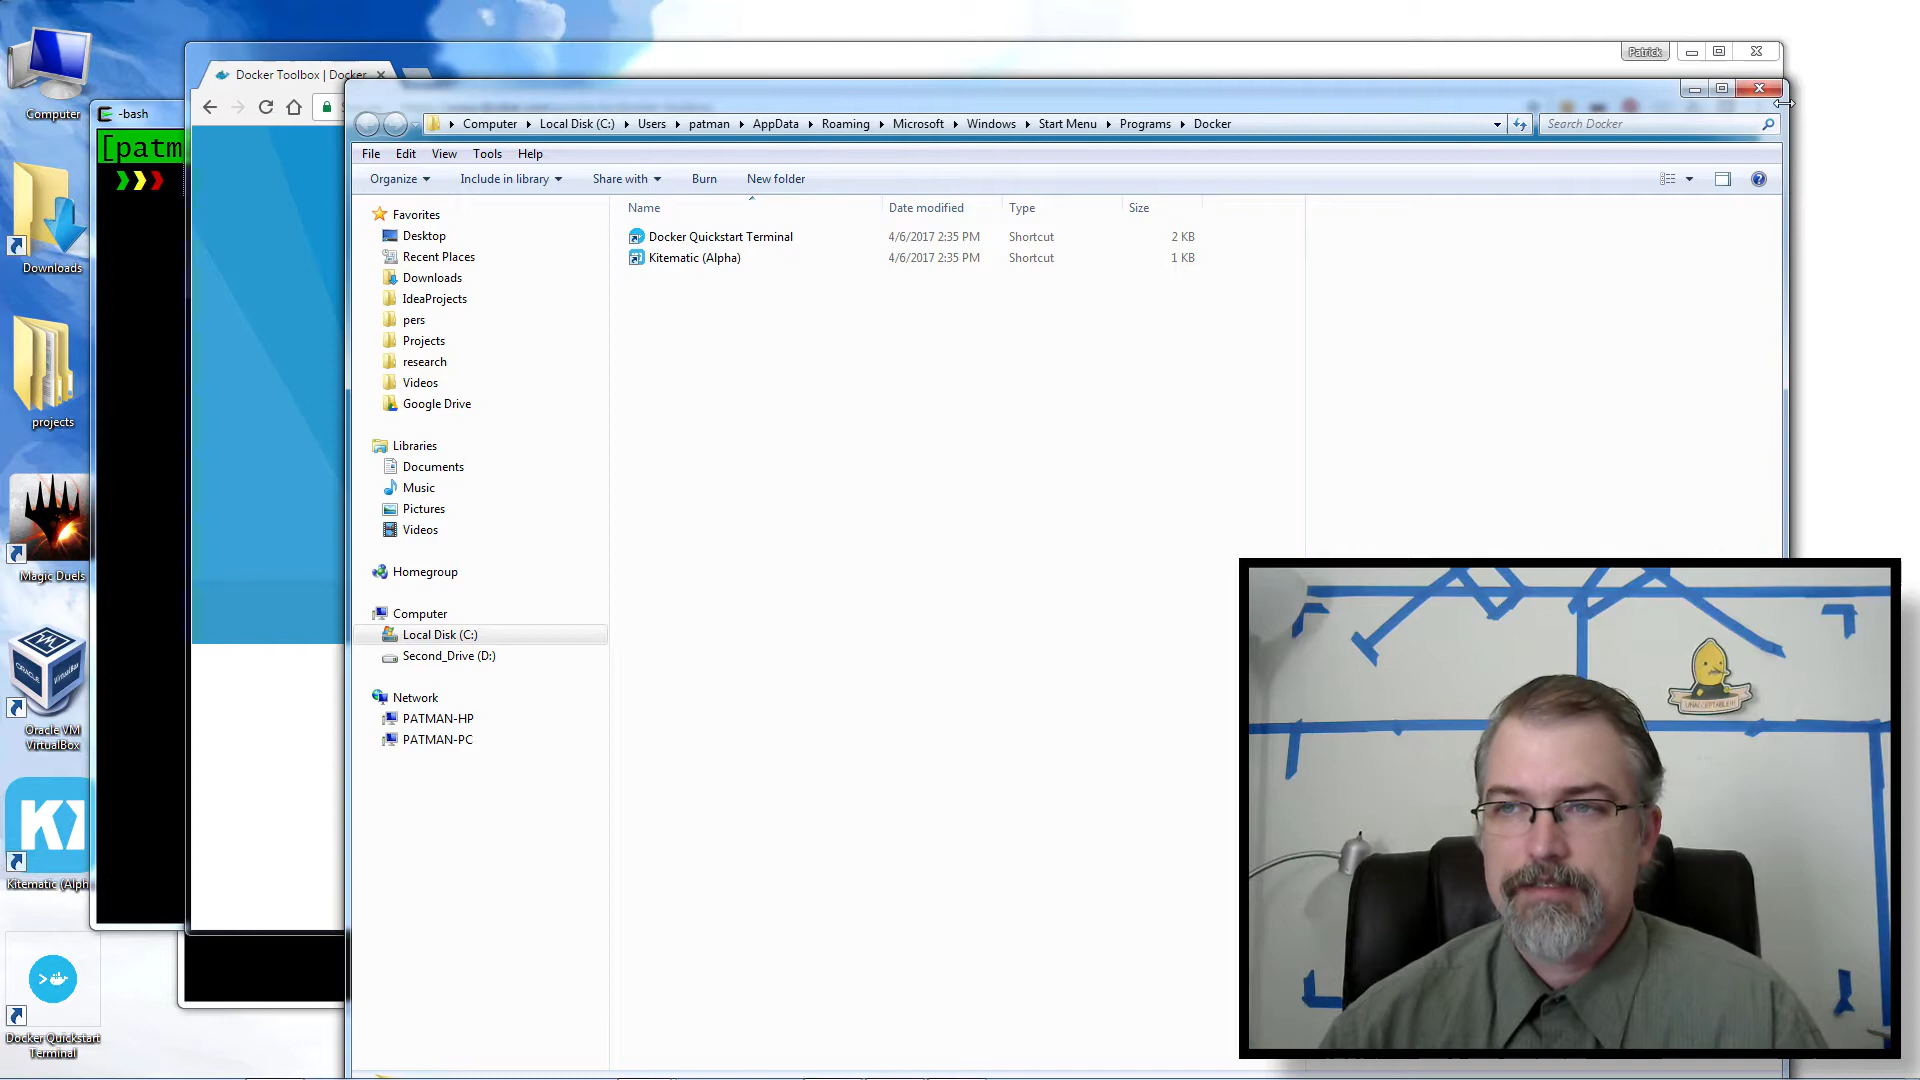 Computer
Downloads
projects
Magic Duels
Oracle VM
VirtualBox
Kitematic (Alph
Docker Quickstart
Terminal
-bash
[patm
Docker Toolbox | Docker
Patrick
Computer Local Disk (C:) Users patman AppData Roaming Microsoft Windows Start Menu Programs Docker
Search Docker
File Edit View Tools Help
Organize Include in library Share with Burn New folder
Name Date modified Type Size
Docker Quickstart Terminal 4/6/2017 2:35 PM Shortcut 2 KB
Kitematic (Alpha) 4/6/2017 2:35 PM Shortcut 1 KB
Favorites
Desktop
Recent Places
Downloads
IdeaProjects
pers
Projects
research
Videos
Google Drive
Libraries
Documents
Music
Pictures
Videos
Homegroup
Computer
Local Disk (C:)
Second_Drive (D:)
Network
PATMAN-HP
PATMAN-PC
UNACCEPTABLE!!!